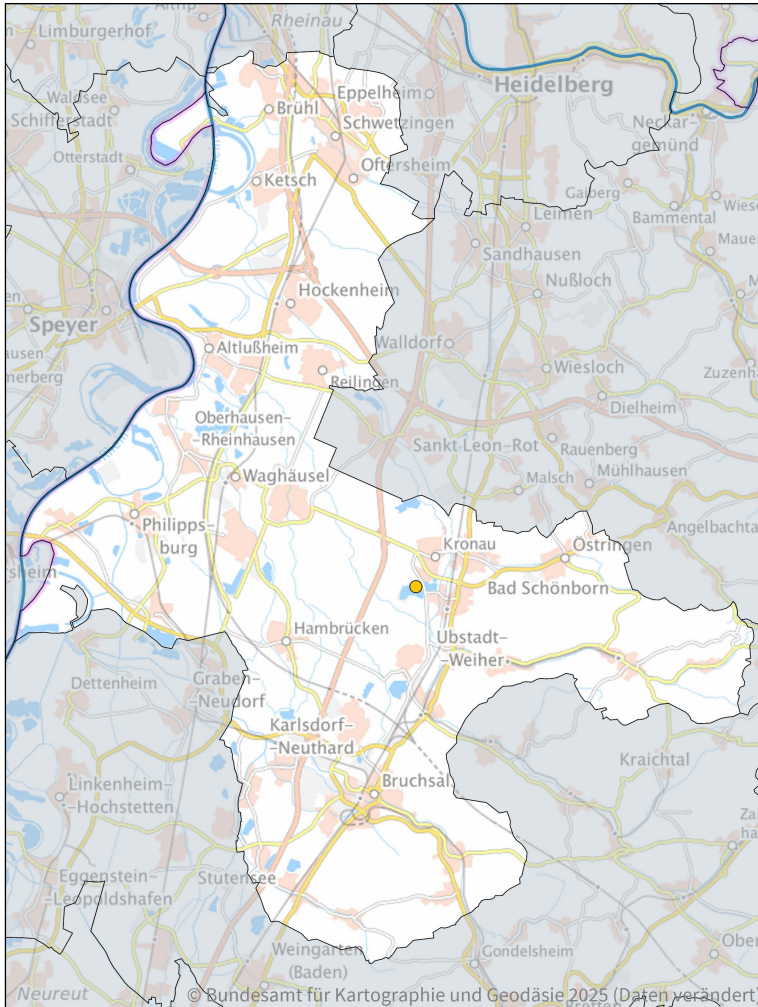 Altrip
Rheinau
Limburgerhof
Eppelheim
Heidelberg
Waldsee
Brühl
Schifferstadt
Schwetzingen
Neckar-
gemünd
Otterstadt
Oftersheim
Ketsch
Gaiberg
Leimen
Bammental
Sandhausen
Nußloch
Hockenheim
Speyer
Altlußheim
Walldorf
Wiesloch
Reilingen
Dielheim
Oberhausen-
-Rheinhausen
Sankt Leon-Rot
Rauenberg
Mühlhausen
Waghäusel
Malsch
Philipps-
burg
Kronau
Östringen
Bad Schönborn
Hambrücken
Ubstadt-
-Weiher
Dettenheim
Graben-
-Neudorf
Karlsdorf-
-Neuthard
Kraichtal
Bruchsal
Linkenheim-
-Hochstetten
Eggenstein-
-Leopoldshafen
Stutensee
Weingarten
(Baden)
Gondelsheim
Neureut
Bretten
© Bundesamt für Kartographie und Geodäsie 2025 (Daten verändert)